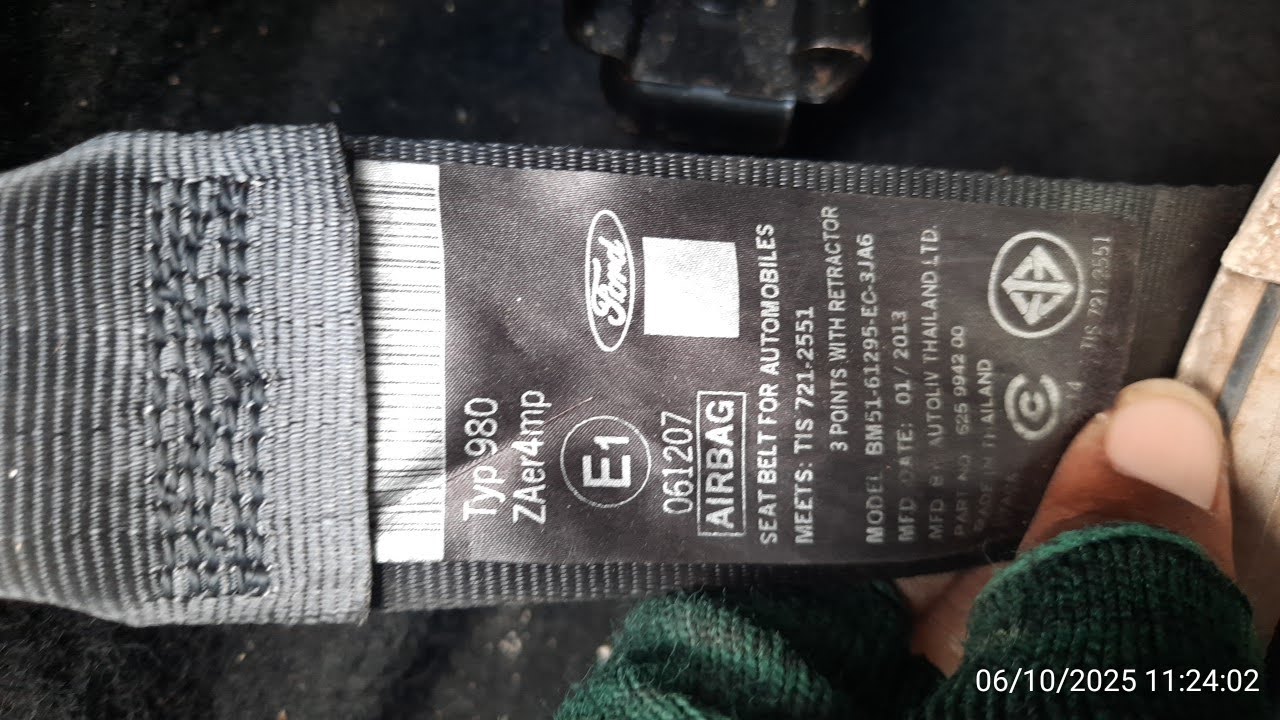 Typ 980
ZAer4mp
E1
Ford
061207
AIRBAG
SEAT BELT FOR AUTOMOBILES
MEETS: TIS 721-2551
3 POINTS WITH RETRACTOR
MODEL BM51-61295-EC-3JA6
MFD DATE: 01/2013
MFD BY AUTOLIV THAILAND LTD.
PART NO 625 9942 00
MADE IN THAILAND
C
TIS 721-2551
06/10/2025 11:24:02